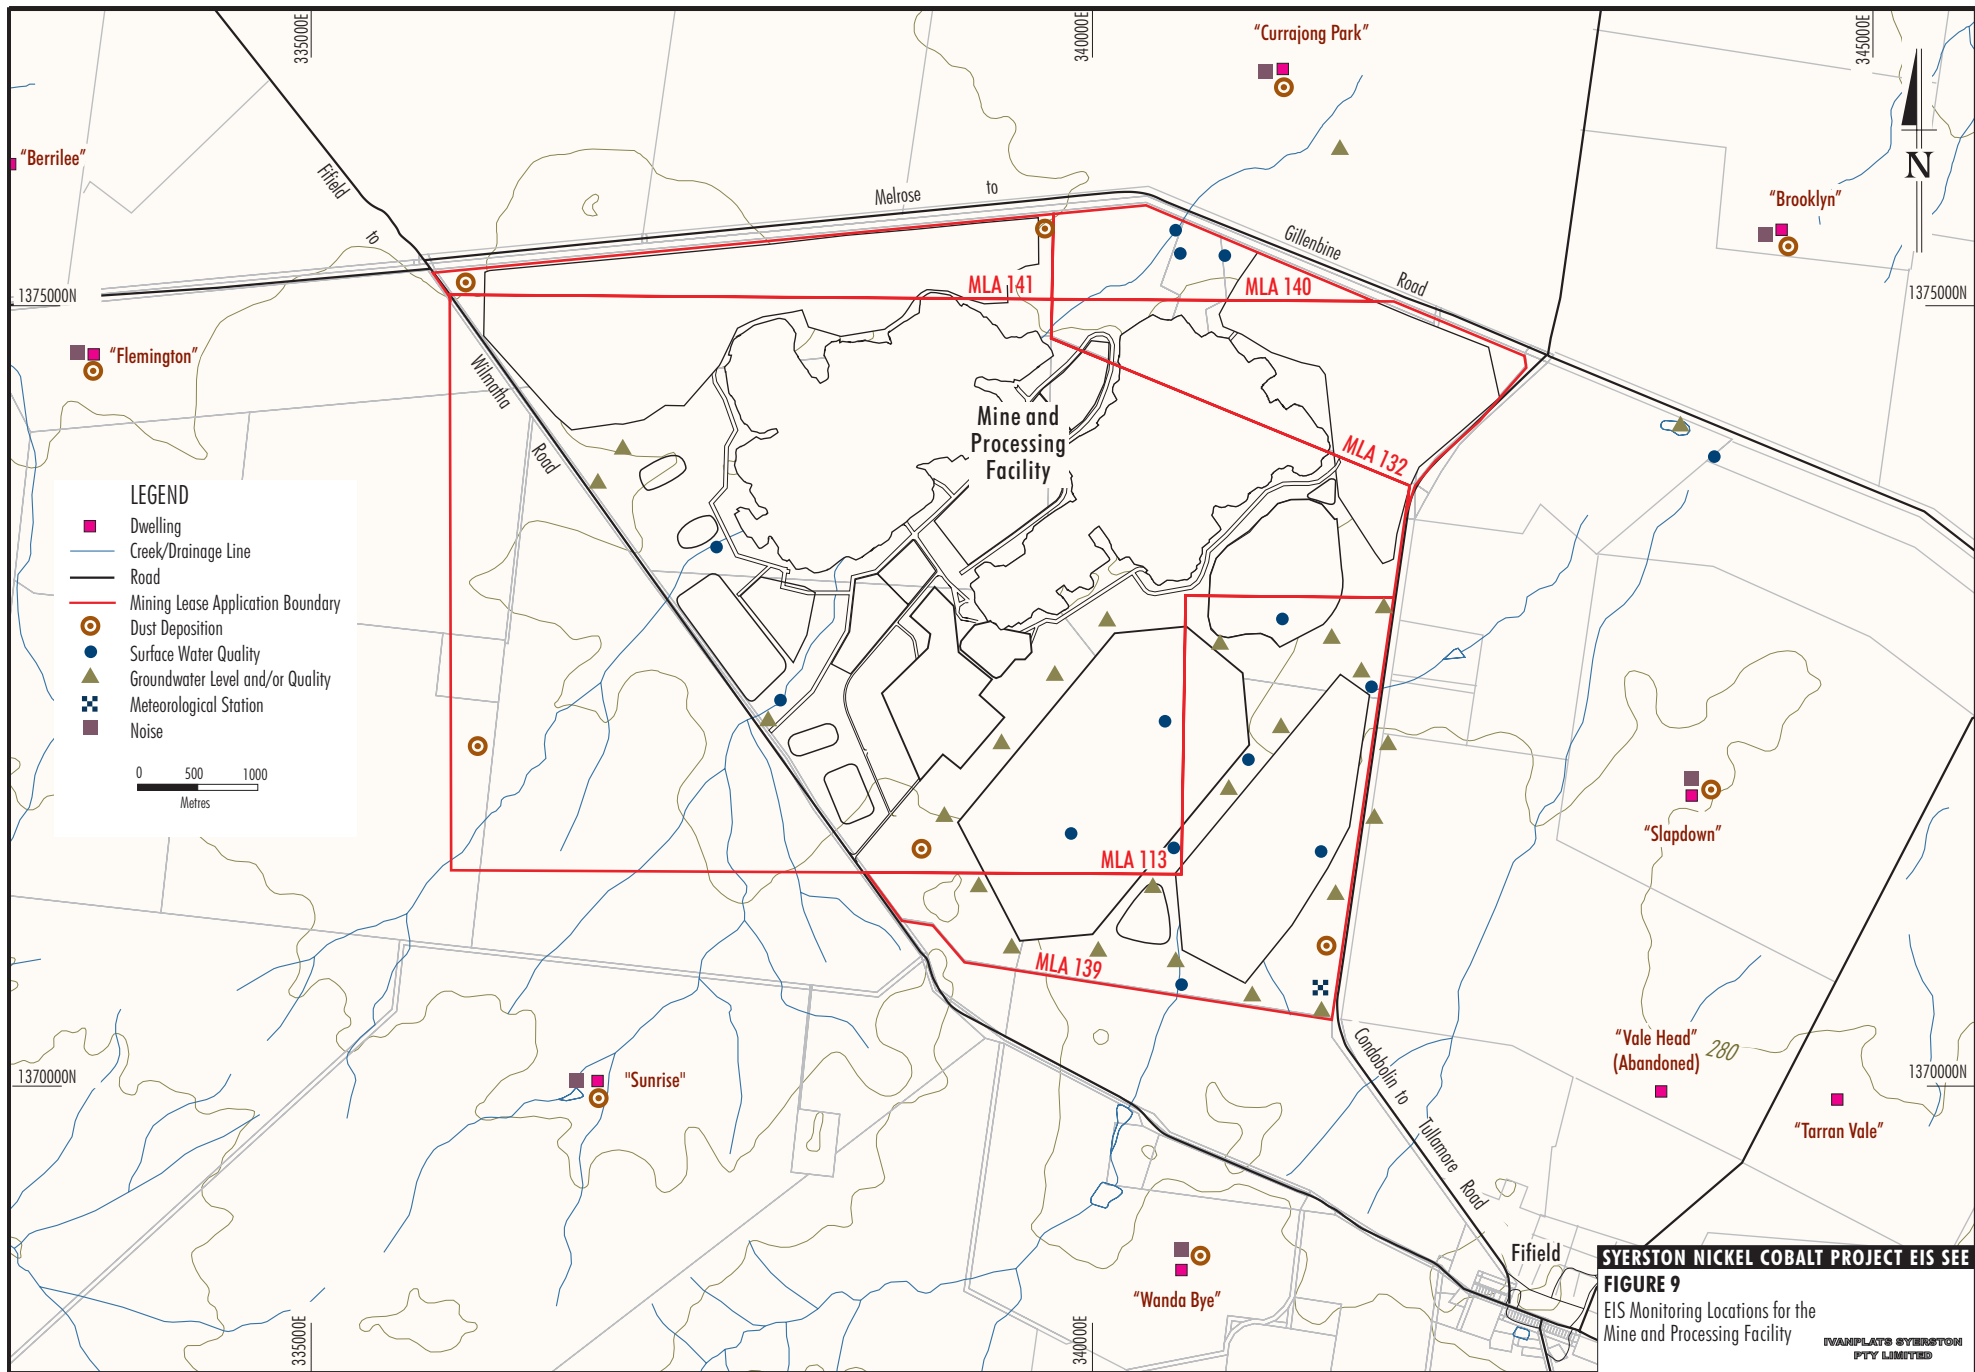 335000E
340000E
345000E
"Currajong Park"
"Berrilee"
Fifield
to
Melrose
to
N
"Brooklyn"
Gillenbine
Road
1375000N
MLA 141
MLA 140
1375000N
"Flemington"
Wilmatha
Road
Mine and
Processing
Facility
MLA 132
LEGEND
Dwelling
Creek/Drainage Line
Road
Mining Lease Application Boundary
Dust Deposition
Surface Water Quality
Groundwater Level and/or Quality
Meteorological Station
Noise
0 500 1000
Metres
"Slapdown"
MLA 113
MLA 139
"Vale Head"
(Abandoned)
280
1370000N
1370000N
"Sunrise"
Condobolin to
Tullamore
Road
"Tarran Vale"
"Wanda Bye"
Fifield
335000E
340000E
SYERSTON NICKEL COBALT PROJECT EIS SEE
FIGURE 9
EIS Monitoring Locations for the
Mine and Processing Facility
IVANPLATS SYERSTON
PTY LIMITED